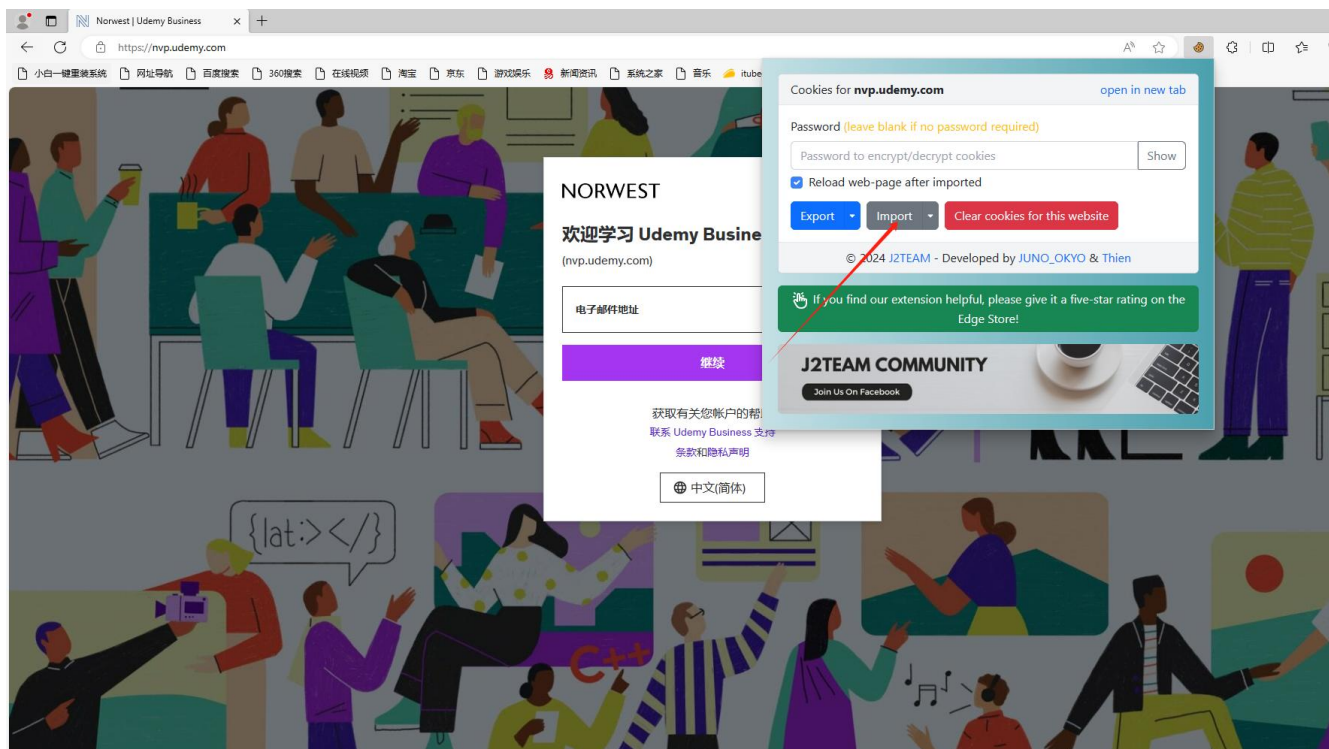 Norwest | Udemy Business
https://nvp.udemy.com
小白一键重装系统 网址导航 百度搜索 360搜索 在线视频 淘宝 京东 游戏娱乐 新闻资讯 系统之家 音乐 itube
Cookies for nvp.udemy.com open in new tab
Password (leave blank if no password required)
Password to encrypt/decrypt cookies Show
Reload web-page after imported
Export Import Clear cookies for this website
© 2024 J2TEAM - Developed by JUNO_OKYO & Thien
If you find our extension helpful, please give it a five-star rating on the
Edge Store!
J2TEAM COMMUNITY
Join Us On Facebook
NORWEST
欢迎学习 Udemy Busine
(nvp.udemy.com)
电子邮件地址
继续
获取有关您帐户的帮
联系 Udemy Business 支持
条款和隐私声明
中文(简体)
{lat:></}
C++